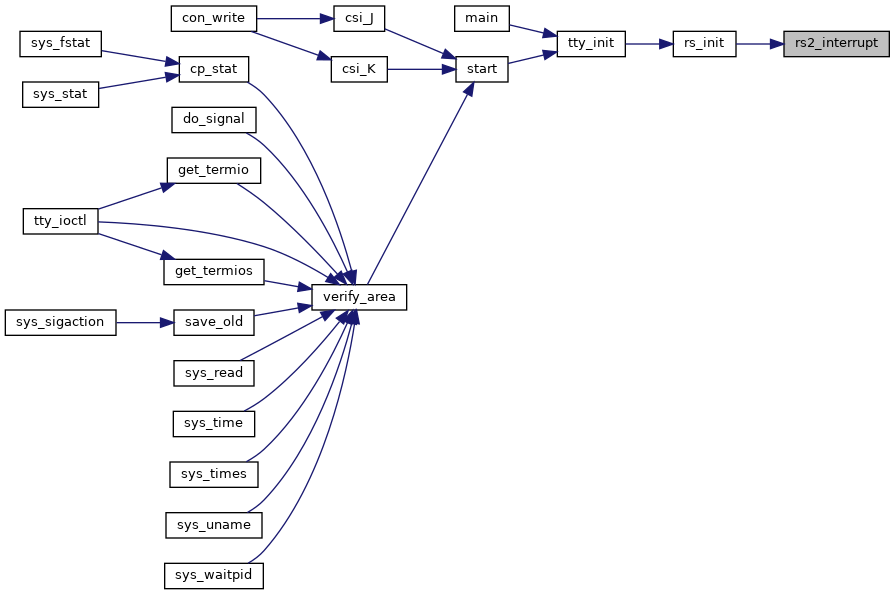 con_write
csi_J
main
sys_fstat
tty_init
rs_init
rs2_interrupt
cp_stat
csi_K
start
sys_stat
do_signal
get_termio
tty_ioctl
get_termios
verify_area
sys_sigaction
save_old
sys_read
sys_time
sys_times
sys_uname
sys_waitpid